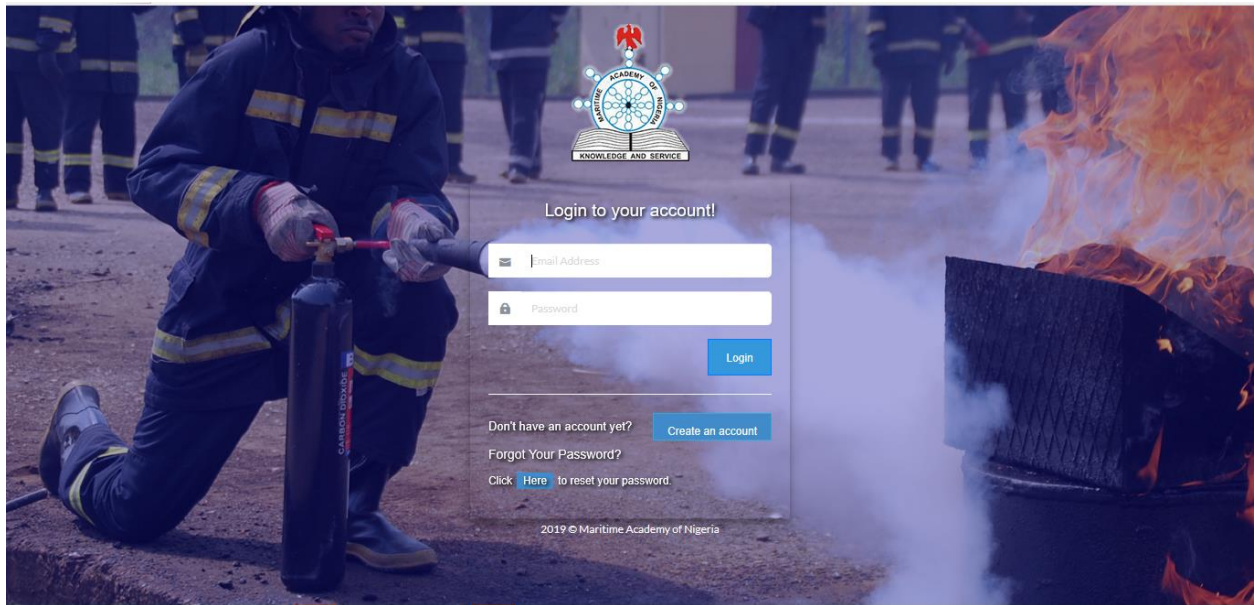 MARITIME ACADEMY OF NIGERIA
KNOWLEDGE AND SERVICE
Login to your account!
Email Address
Password
Login
Don't have an account yet? Create an account
Forgot Your Password?
Click Here to reset your password.
2019 © Maritime Academy of Nigeria
CARBON DIOXIDE